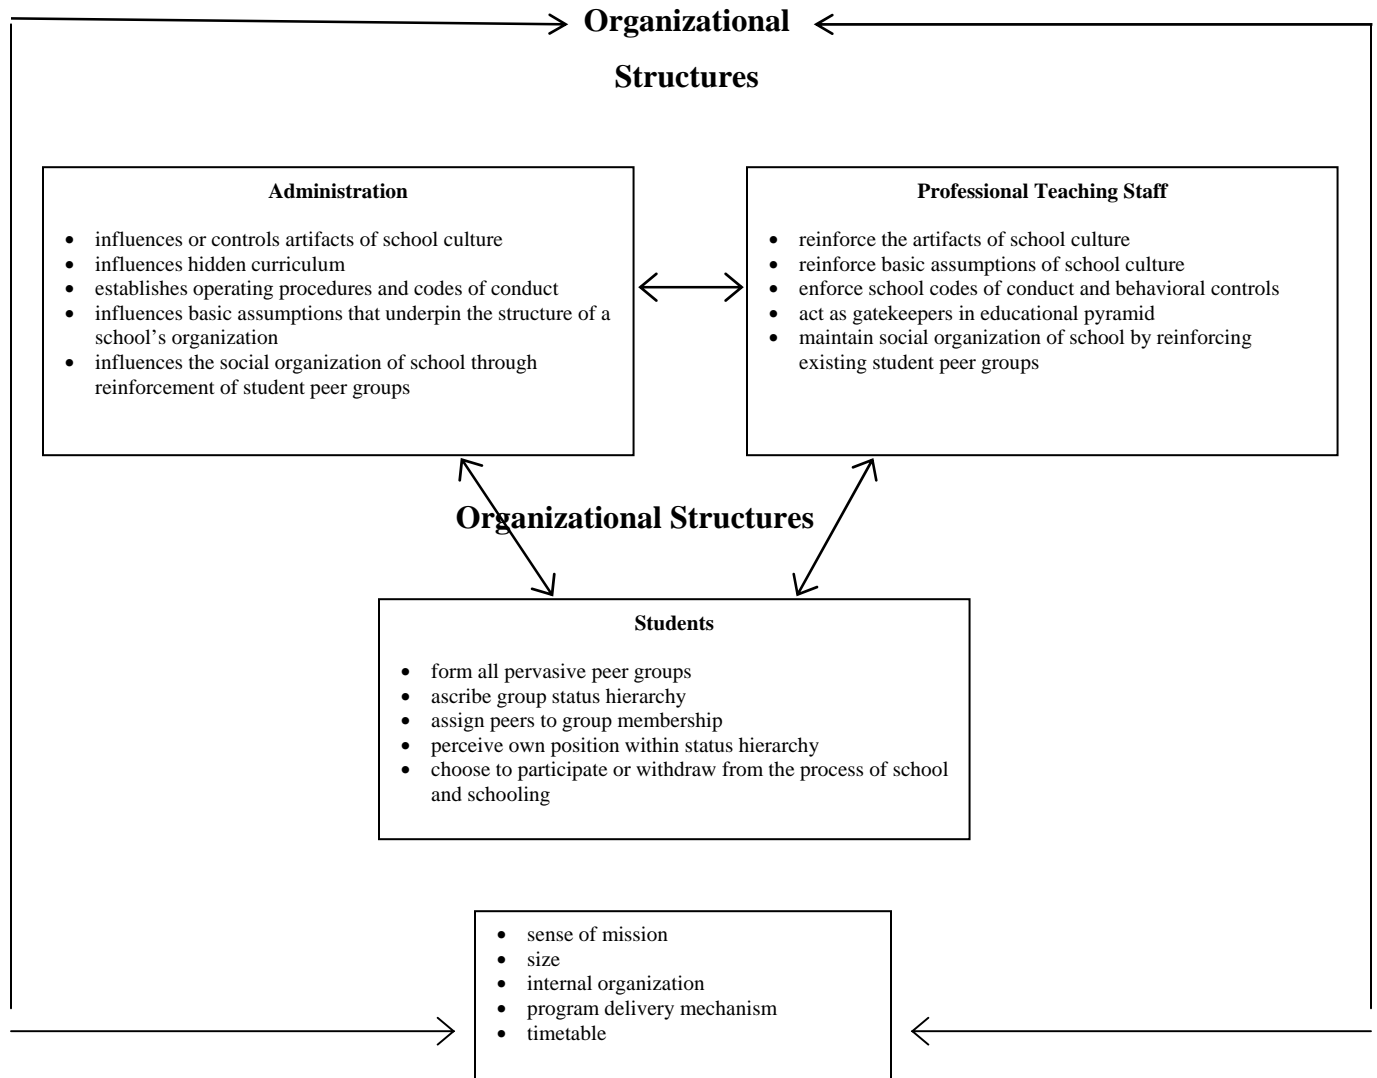 Organizational
Structures
Administration
• influences or controls artifacts of school culture
• influences hidden curriculum
• establishes operating procedures and codes of conduct
• influences basic assumptions that underpin the structure of a
school’s organization
• influences the social organization of school through
reinforcement of student peer groups
Professional Teaching Staff
• reinforce the artifacts of school culture
• reinforce basic assumptions of school culture
• enforce school codes of conduct and behavioral controls
• act as gatekeepers in educational pyramid
• maintain social organization of school by reinforcing
existing student peer groups
Organizational Structures
Students
• form all pervasive peer groups
• ascribe group status hierarchy
• assign peers to group membership
• perceive own position within status hierarchy
• choose to participate or withdraw from the process of school
and schooling
• sense of mission
• size
• internal organization
• program delivery mechanism
• timetable